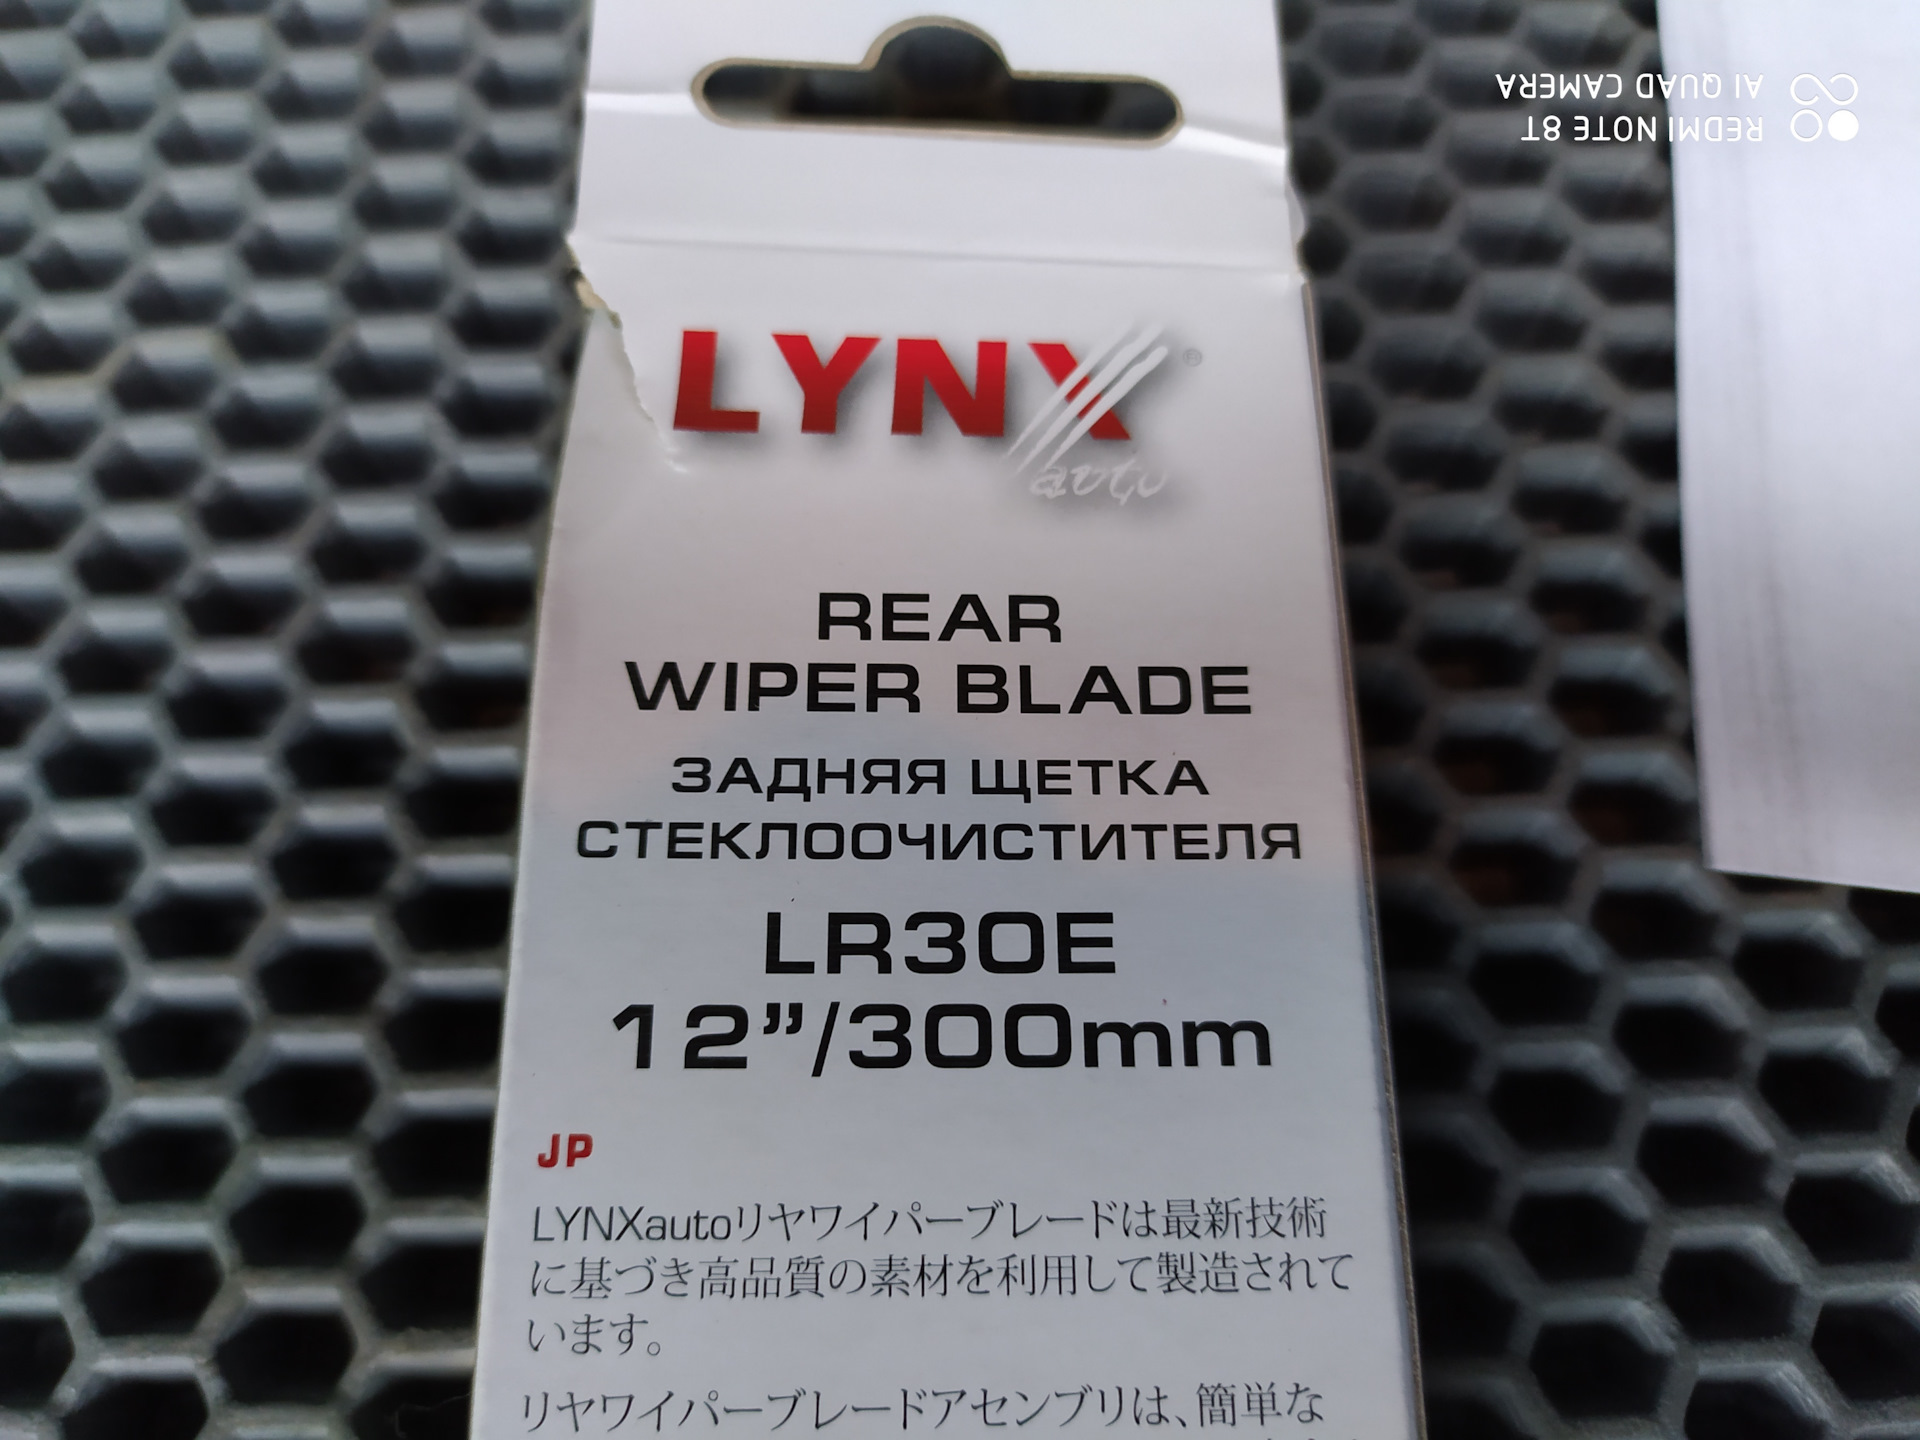 LYNX®
auto
REAR
WIPER BLADE
ЗАДНЯЯ ЩЕТКА
СТЕКЛООЧИСТИТЕЛЯ
LR30E
12”/300mm
JP
LYNXautoリヤワイパーブレードは最新技術
に基づき高品質の素材を利用して製造されて
います。
リヤワイパーブレードアセンブリは、簡単な
REDMI NOTE 8T
AI QUAD CAMERA